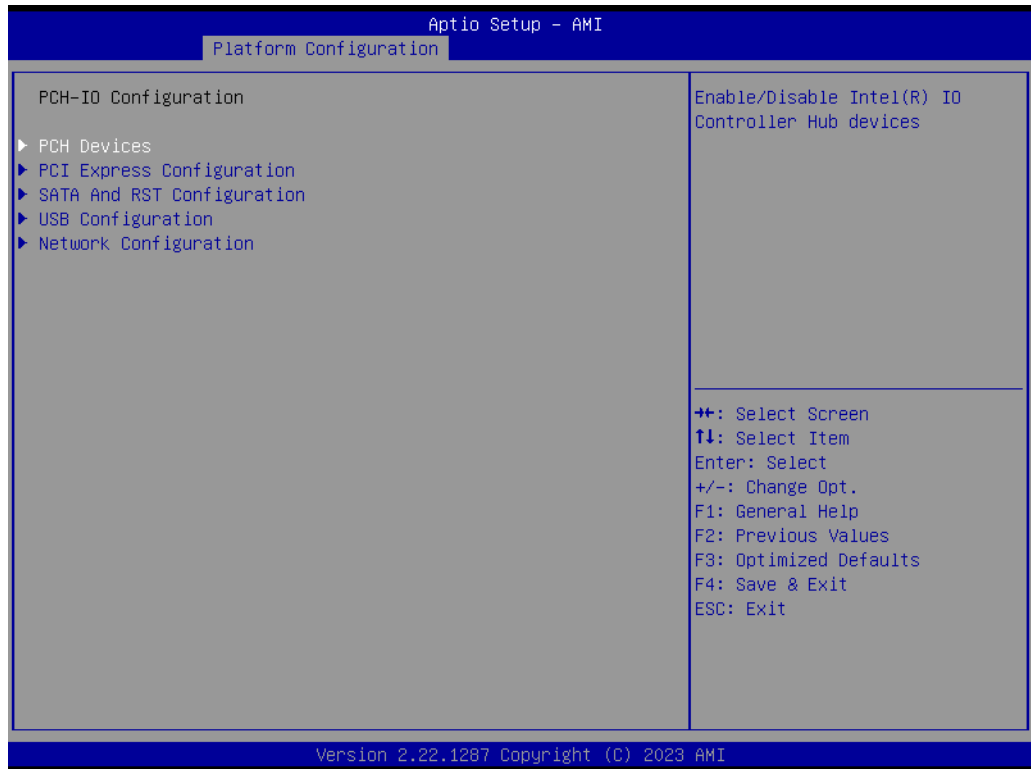 Aptio Setup – AMI
Platform Configuration
PCH-IO Configuration
▶ PCH Devices
▶ PCI Express Configuration
▶ SATA And RST Configuration
▶ USB Configuration
▶ Network Configuration
Enable/Disable Intel(R) IO
Controller Hub devices
→←: Select Screen
↑↓: Select Item
Enter: Select
+/-: Change Opt.
F1: General Help
F2: Previous Values
F3: Optimized Defaults
F4: Save & Exit
ESC: Exit
Version 2.22.1287 Copyright (C) 2023 AMI